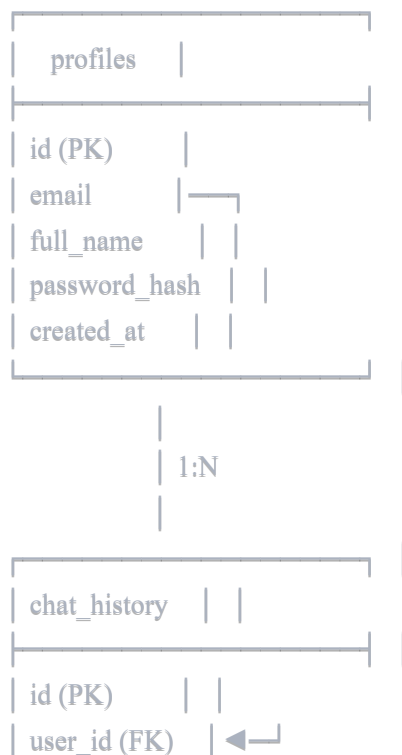 profiles
id (PK)
email
full_name
password_hash
created_at
1:N
chat_history
id (PK)
user_id (FK)